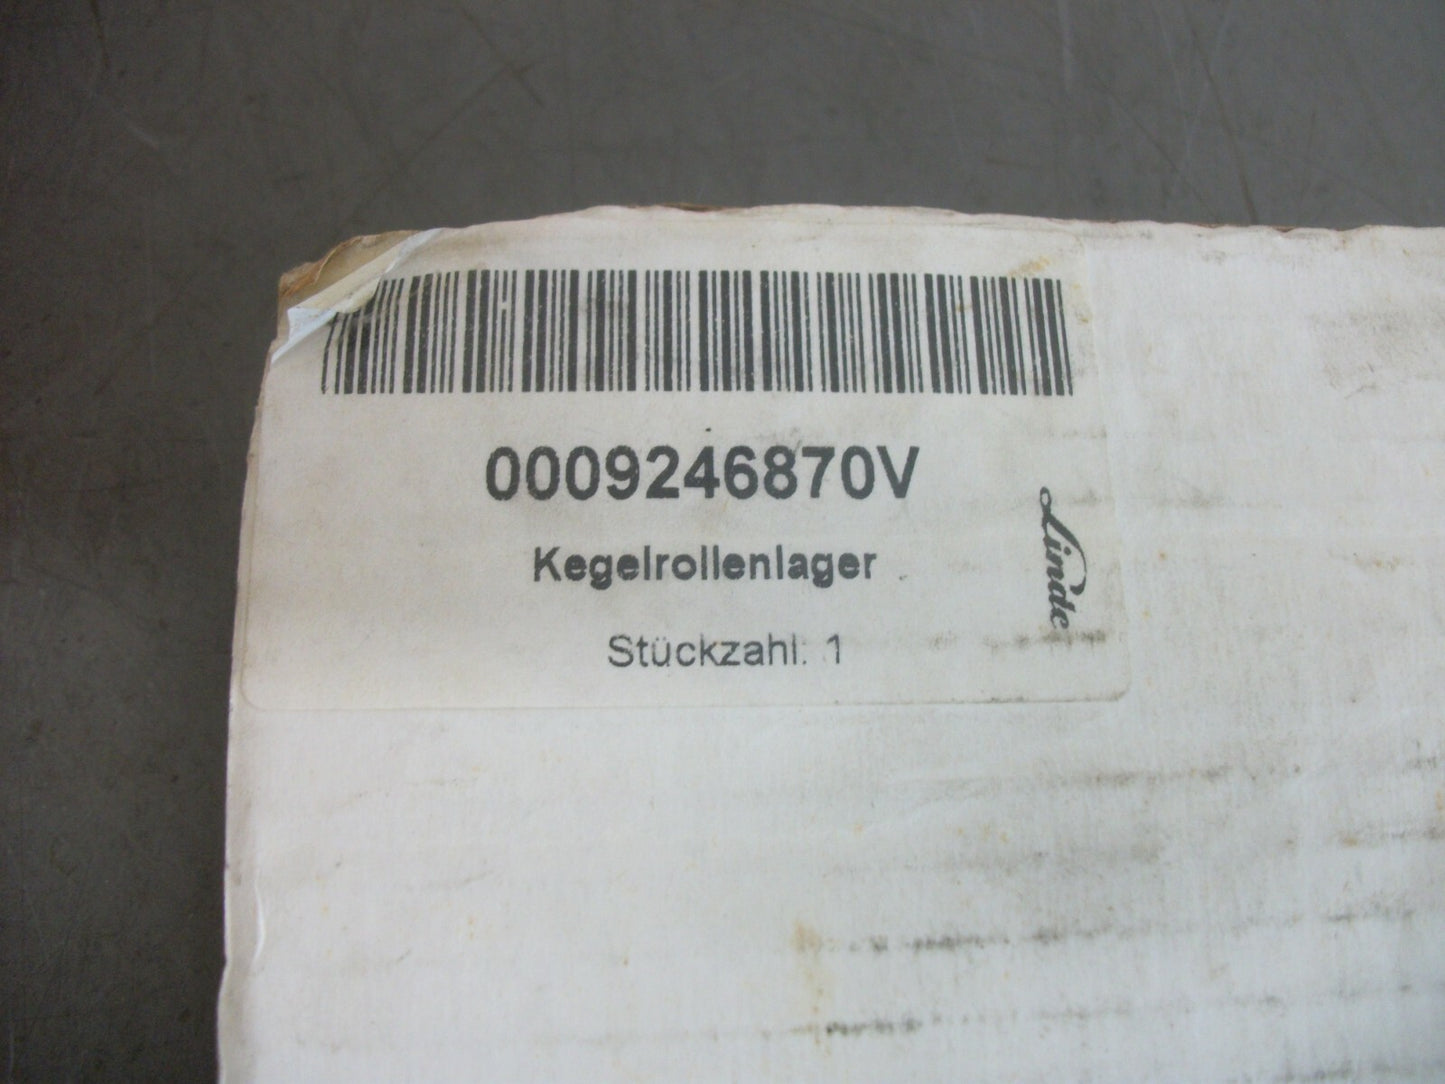 0009246870V
Kegelrollenlager
Stückzahl: 1
Linde